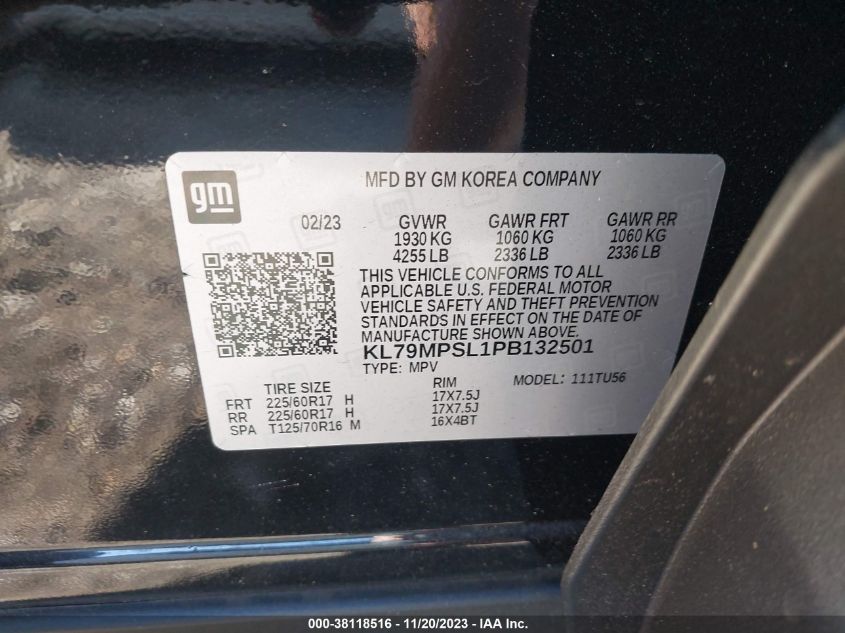 gm
MFD BY GM KOREA COMPANY
02/23 GVWR GAWR FRT GAWR RR
1930 KG 1060 KG 1060 KG
4255 LB 2336 LB 2336 LB
THIS VEHICLE CONFORMS TO ALL
APPLICABLE U.S. FEDERAL MOTOR
VEHICLE SAFETY AND THEFT PREVENTION
STANDARDS IN EFFECT ON THE DATE OF
MANUFACTURE SHOWN ABOVE.
KL79MPSL1PB132501
TYPE: MPV MODEL: 111TU56
TIRE SIZE RIM
FRT 225/60R17 H 17X7.5J
RR 225/60R17 H 17X7.5J
SPA T125/70R16 M 16X4BT
000-38118516 - 11/20/2023 - IAA Inc.